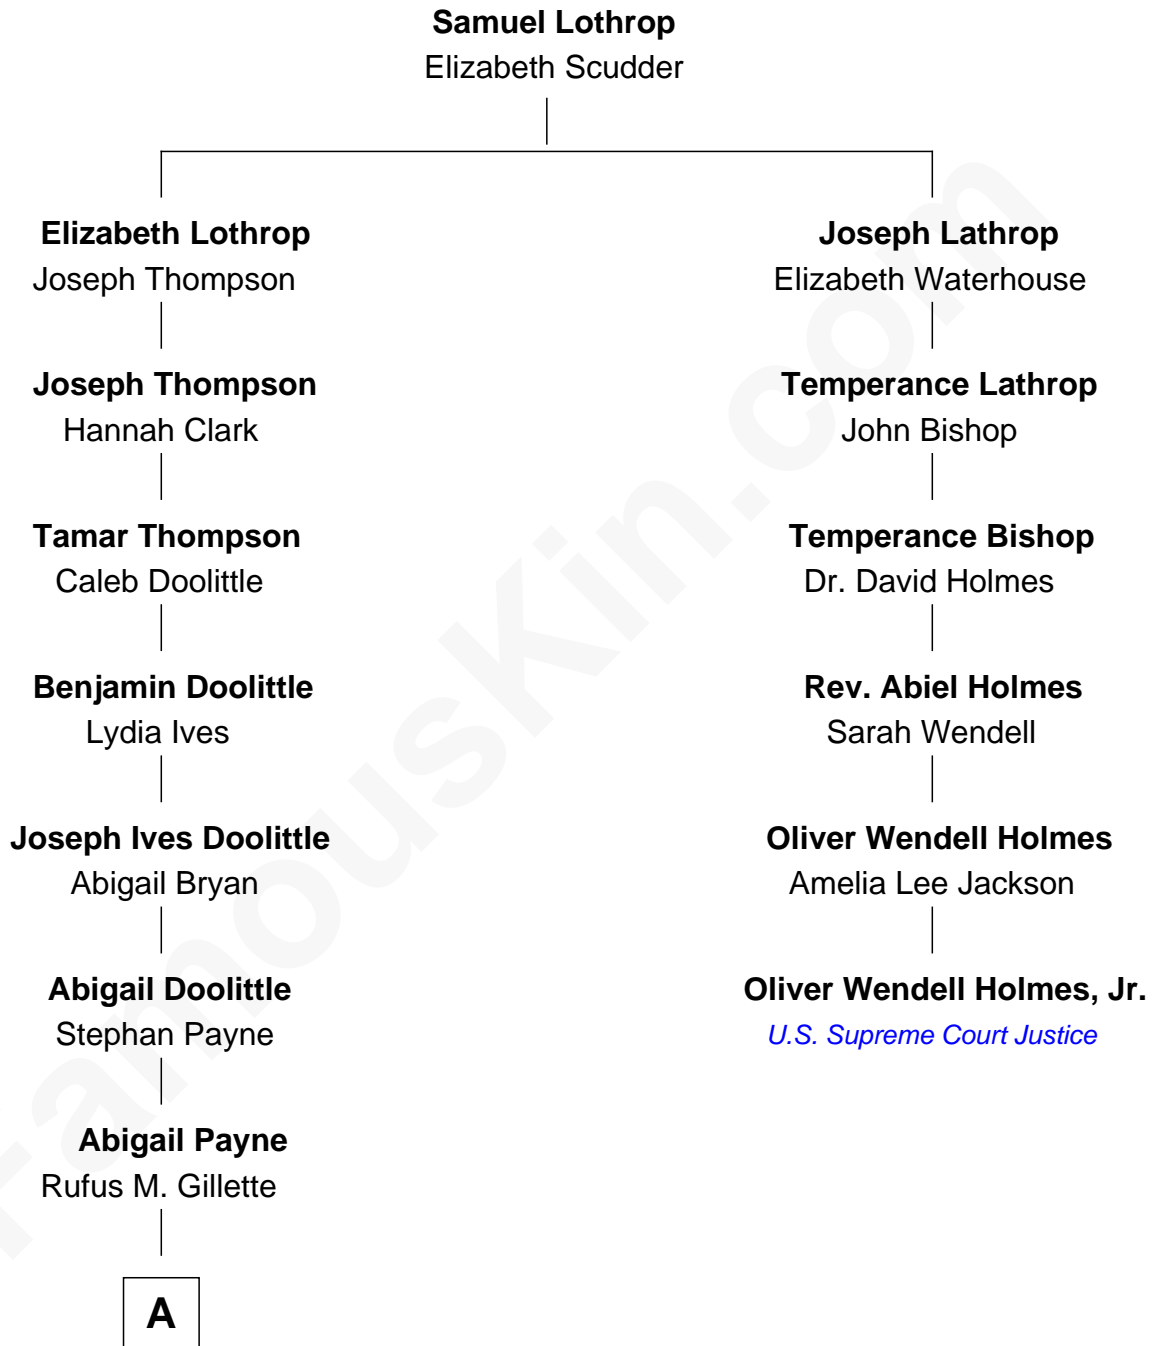 Samuel Lothrop
Elizabeth Scudder
Elizabeth Lothrop
Joseph Thompson
Joseph Lathrop
Elizabeth Waterhouse
Joseph Thompson
Hannah Clark
Temperance Lathrop
John Bishop
Tamar Thompson
Caleb Doolittle
Temperance Bishop
Dr. David Holmes
Benjamin Doolittle
Lydia Ives
Rev. Abiel Holmes
Sarah Wendell
Joseph Ives Doolittle
Abigail Bryan
Oliver Wendell Holmes
Amelia Lee Jackson
Abigail Doolittle
Stephan Payne
Oliver Wendell Holmes, Jr.
U.S. Supreme Court Justice
Abigail Payne
Rufus M. Gillette
A
FamousKin.com